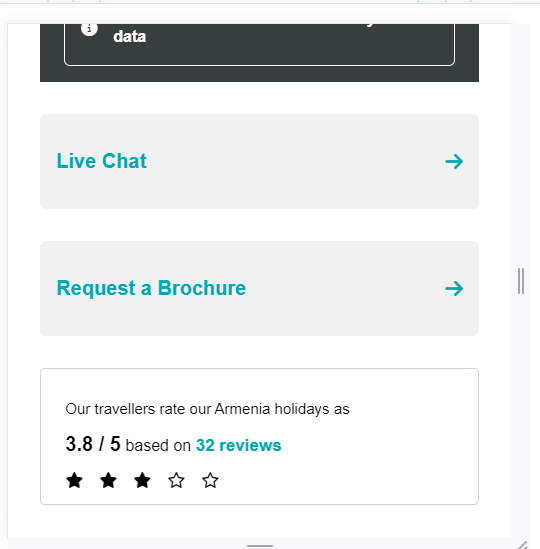 data
Live Chat
Request a Brochure
Our travellers rate our Armenia holidays as
3.8 / 5 based on 32 reviews